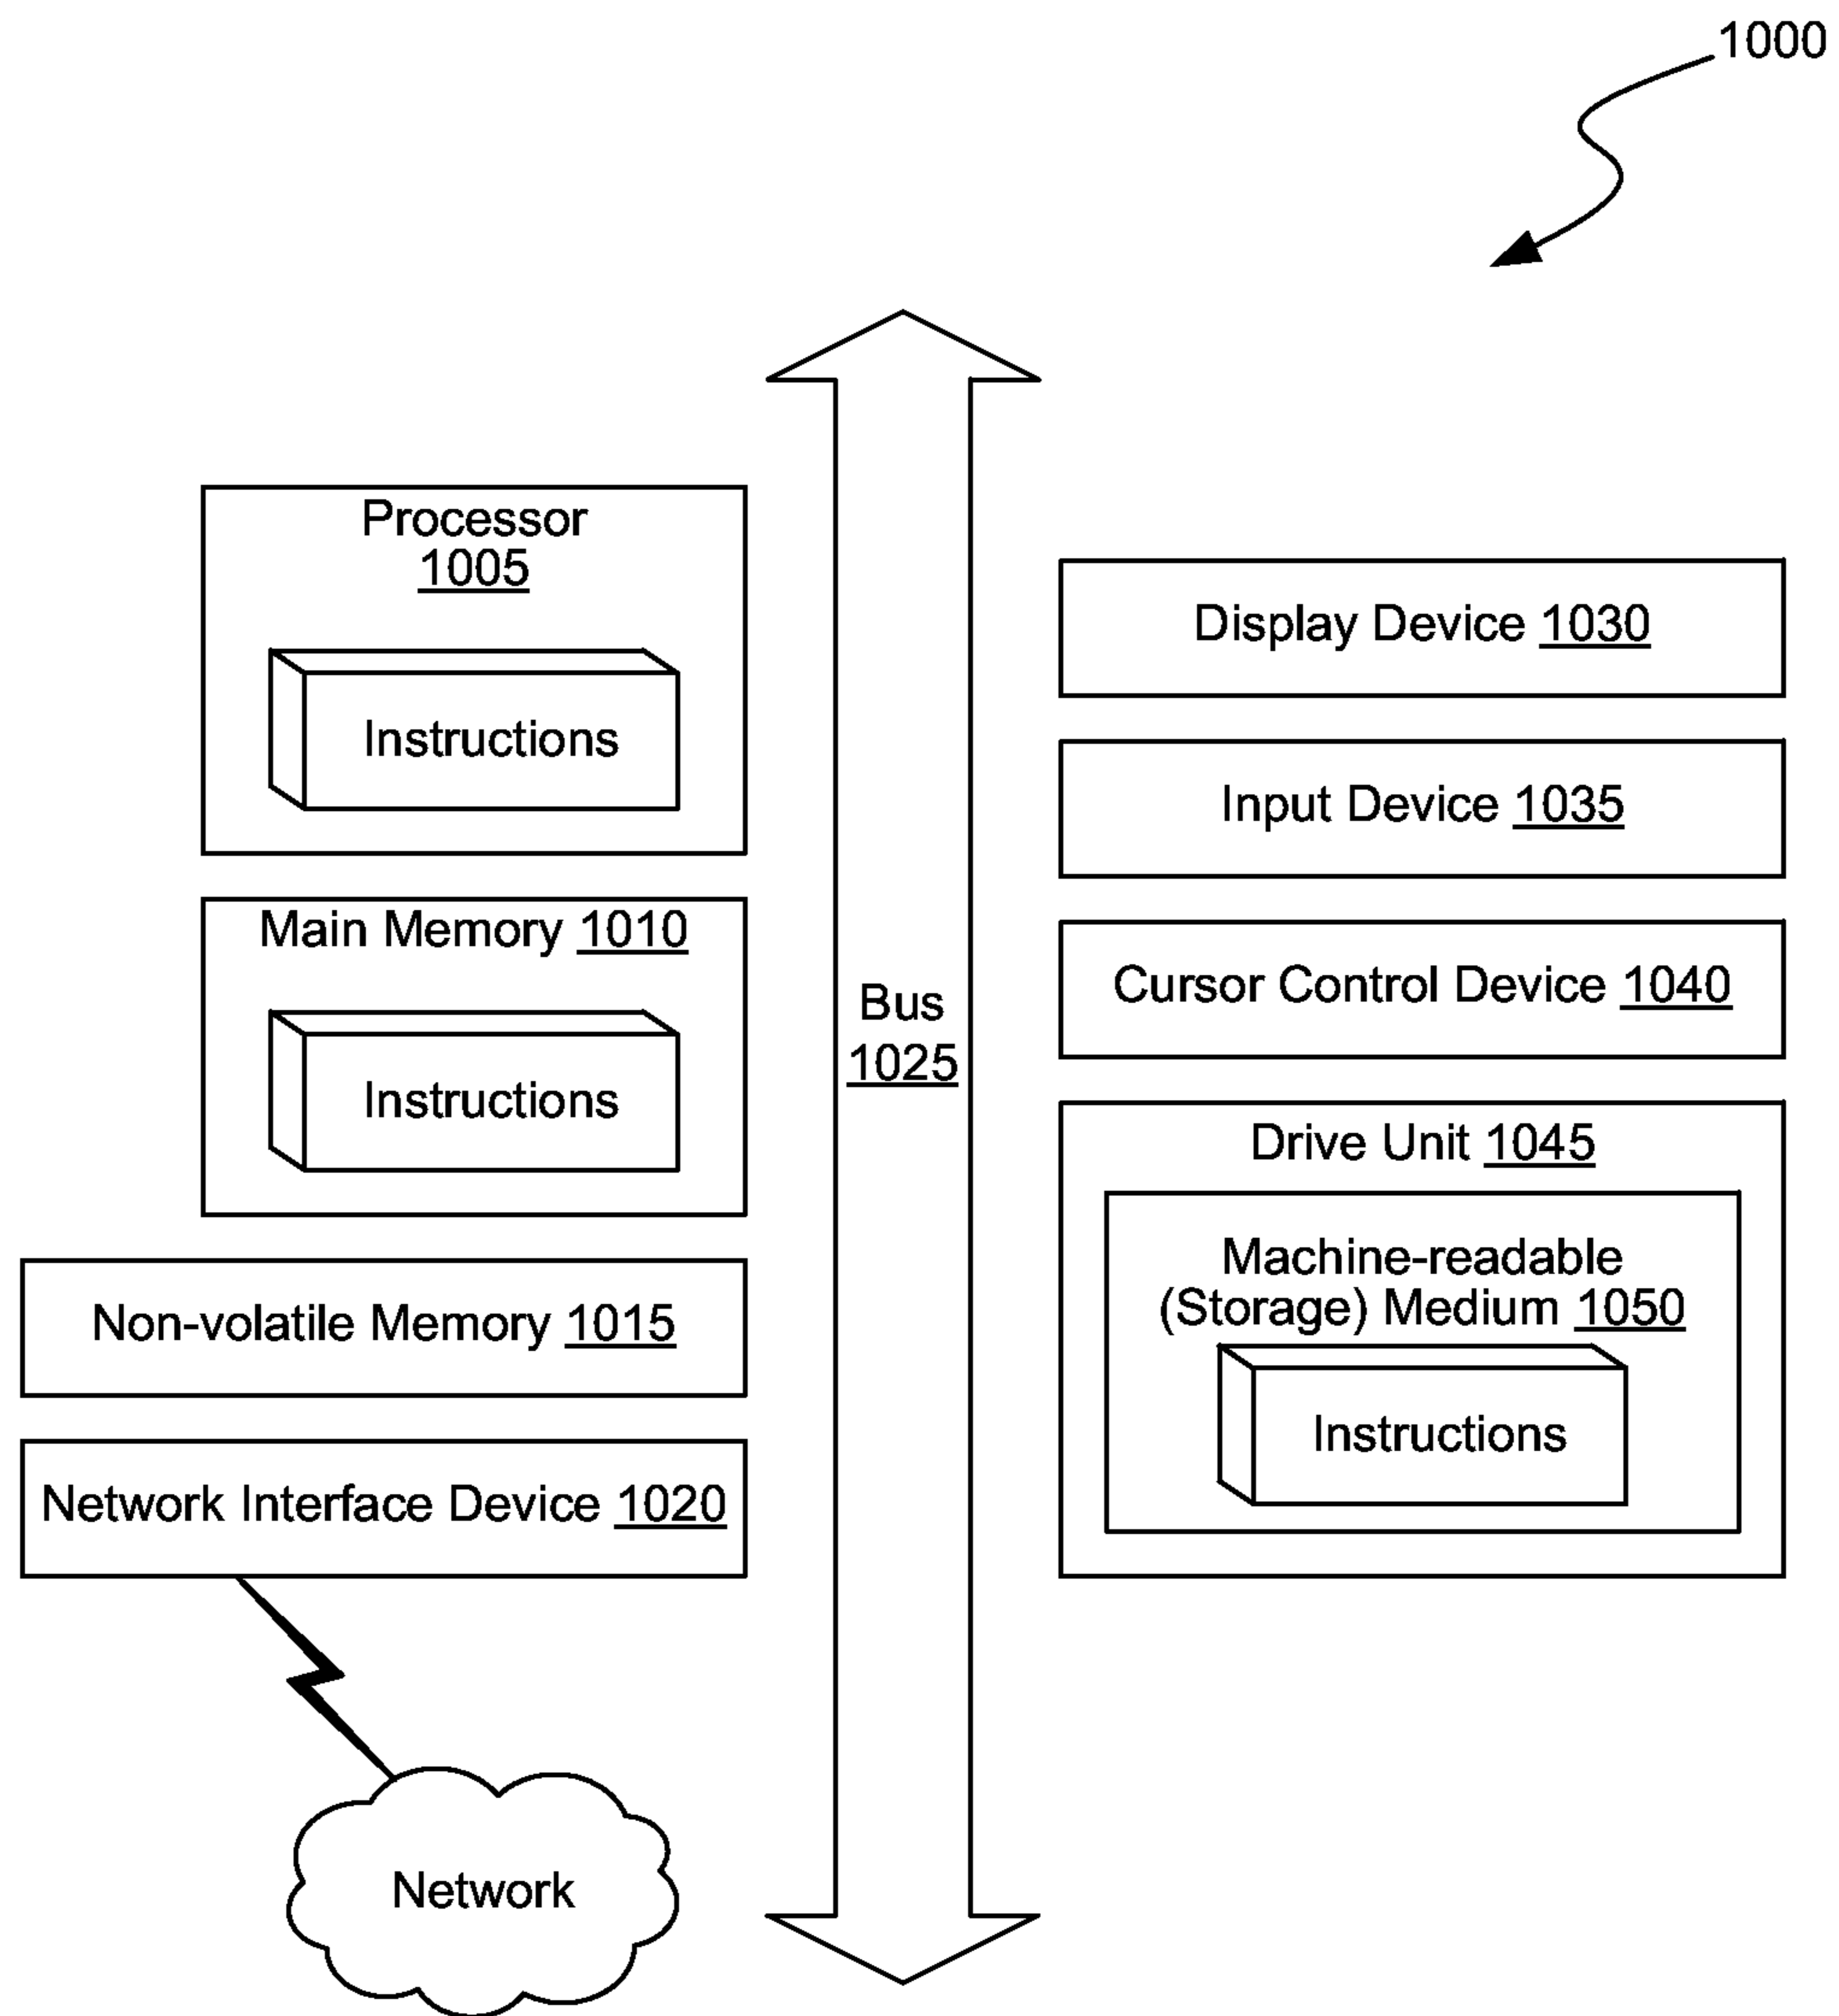 1000
Processor
1005
Instructions
Main Memory 1010
Instructions
Non-volatile Memory 1015
Network Interface Device 1020
Network
Bus
1025
Display Device 1030
Input Device 1035
Cursor Control Device 1040
Drive Unit 1045
Machine-readable
(Storage) Medium 1050
Instructions